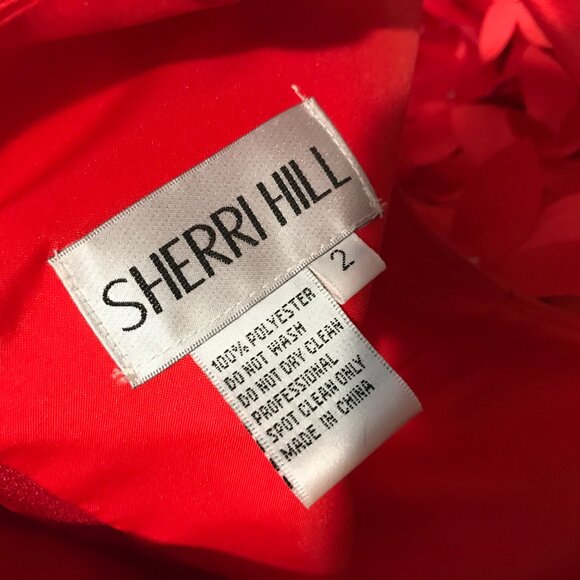 SHERRI HILL
2
100% POLYESTER
DO NOT WASH
DO NOT DRY CLEAN
PROFESSIONAL
SPOT CLEAN ONLY
MADE IN CHINA